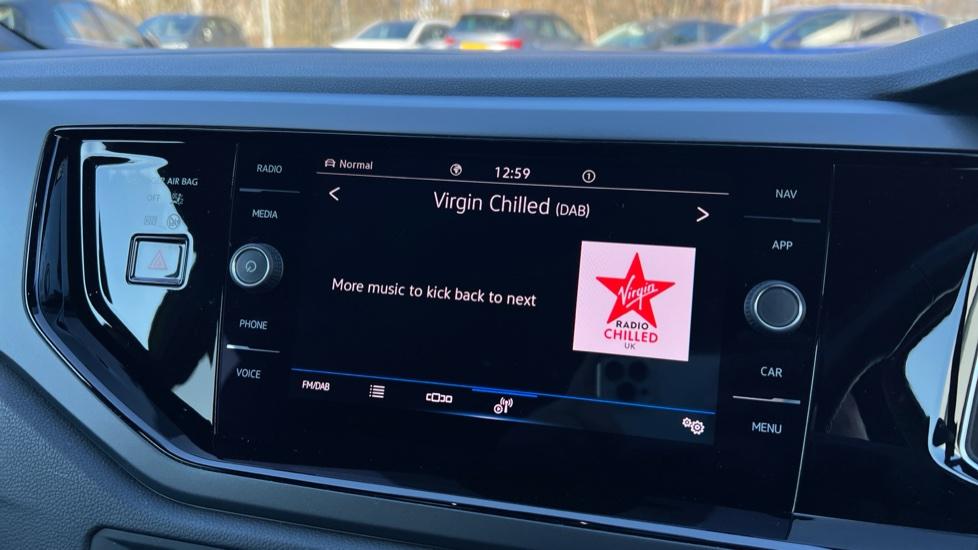 AIR BAG
OFF
RADIO
MEDIA
PHONE
VOICE
Normal
12:59
1
Virgin Chilled (DAB)
More music to kick back to next
Virgin
RADIO
CHILLED
UK
FM/DAB
NAV
APP
CAR
MENU